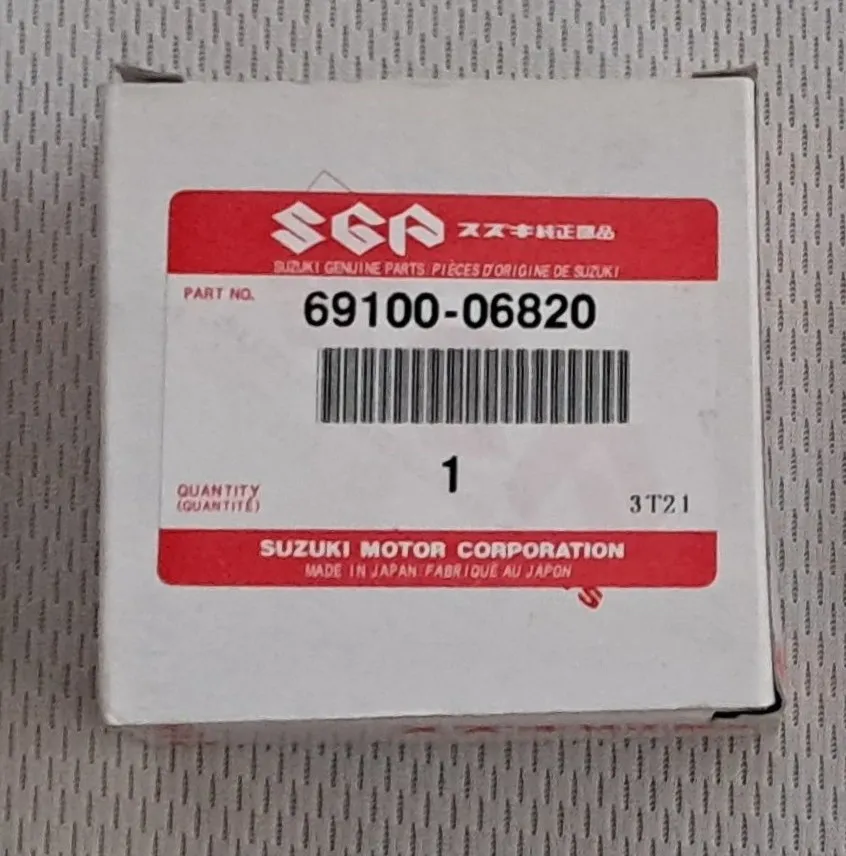 SGP スズキ純正部品
SUZUKI GENUINE PARTS/PIÈCES D'ORIGINE DE SUZUKI
PART NO.
69100-06820
1
QUANTITY
(QUANTITÉ)
3T21
SUZUKI MOTOR CORPORATION
MADE IN JAPAN/FABRIQUÉ AU JAPON